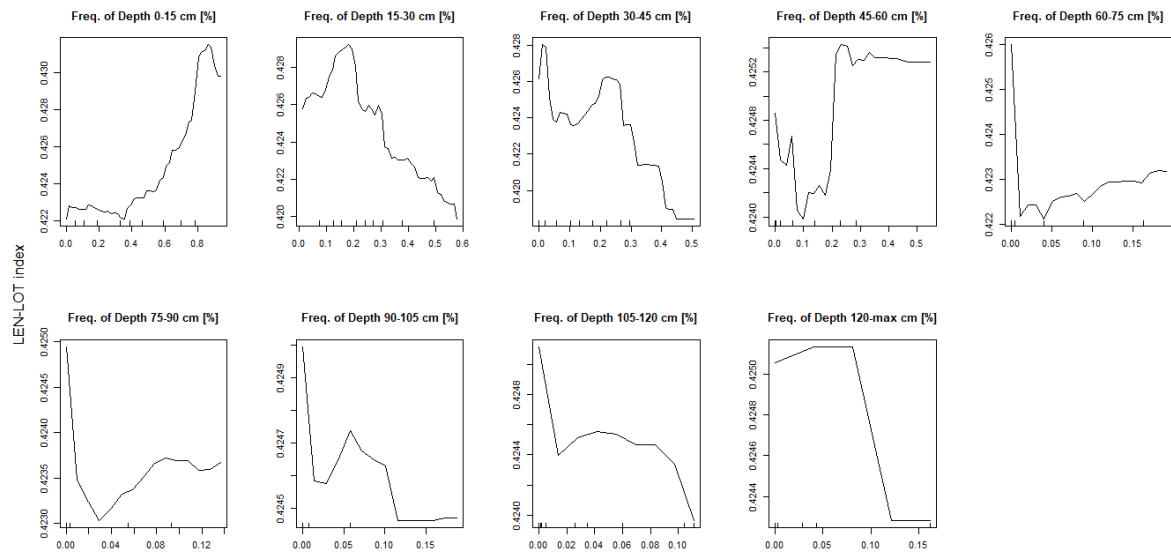 Freq. of Depth 0-15 cm [%]
Freq. of Depth 15-30 cm [%]
Freq. of Depth 30-45 cm [%]
Freq. of Depth 45-60 cm [%]
Freq. of Depth 60-75 cm [%]
0.422 0.424 0.426 0.428 0.430
0.0 0.2 0.4 0.6 0.8
0.420 0.422 0.424 0.426 0.428
0.0 0.1 0.2 0.3 0.4 0.5 0.6
0.420 0.422 0.424 0.426 0.428
0.0 0.1 0.2 0.3 0.4 0.5
0.4240 0.4244 0.4248 0.4252
0.0 0.1 0.2 0.3 0.4 0.5
0.422 0.423 0.424 0.425 0.426
0.00 0.05 0.10 0.15
LEN-LOT index
Freq. of Depth 75-90 cm [%]
Freq. of Depth 90-105 cm [%]
Freq. of Depth 105-120 cm [%]
Freq. of Depth 120-max cm [%]
0.4230 0.4235 0.4240 0.4245 0.4250
0.00 0.04 0.08 0.12
0.4245 0.4247 0.4249
0.00 0.05 0.10 0.15
0.4240 0.4244 0.4248
0.00 0.02 0.04 0.06 0.08 0.10
0.4244 0.4246 0.4248 0.4250
0.00 0.05 0.10 0.15